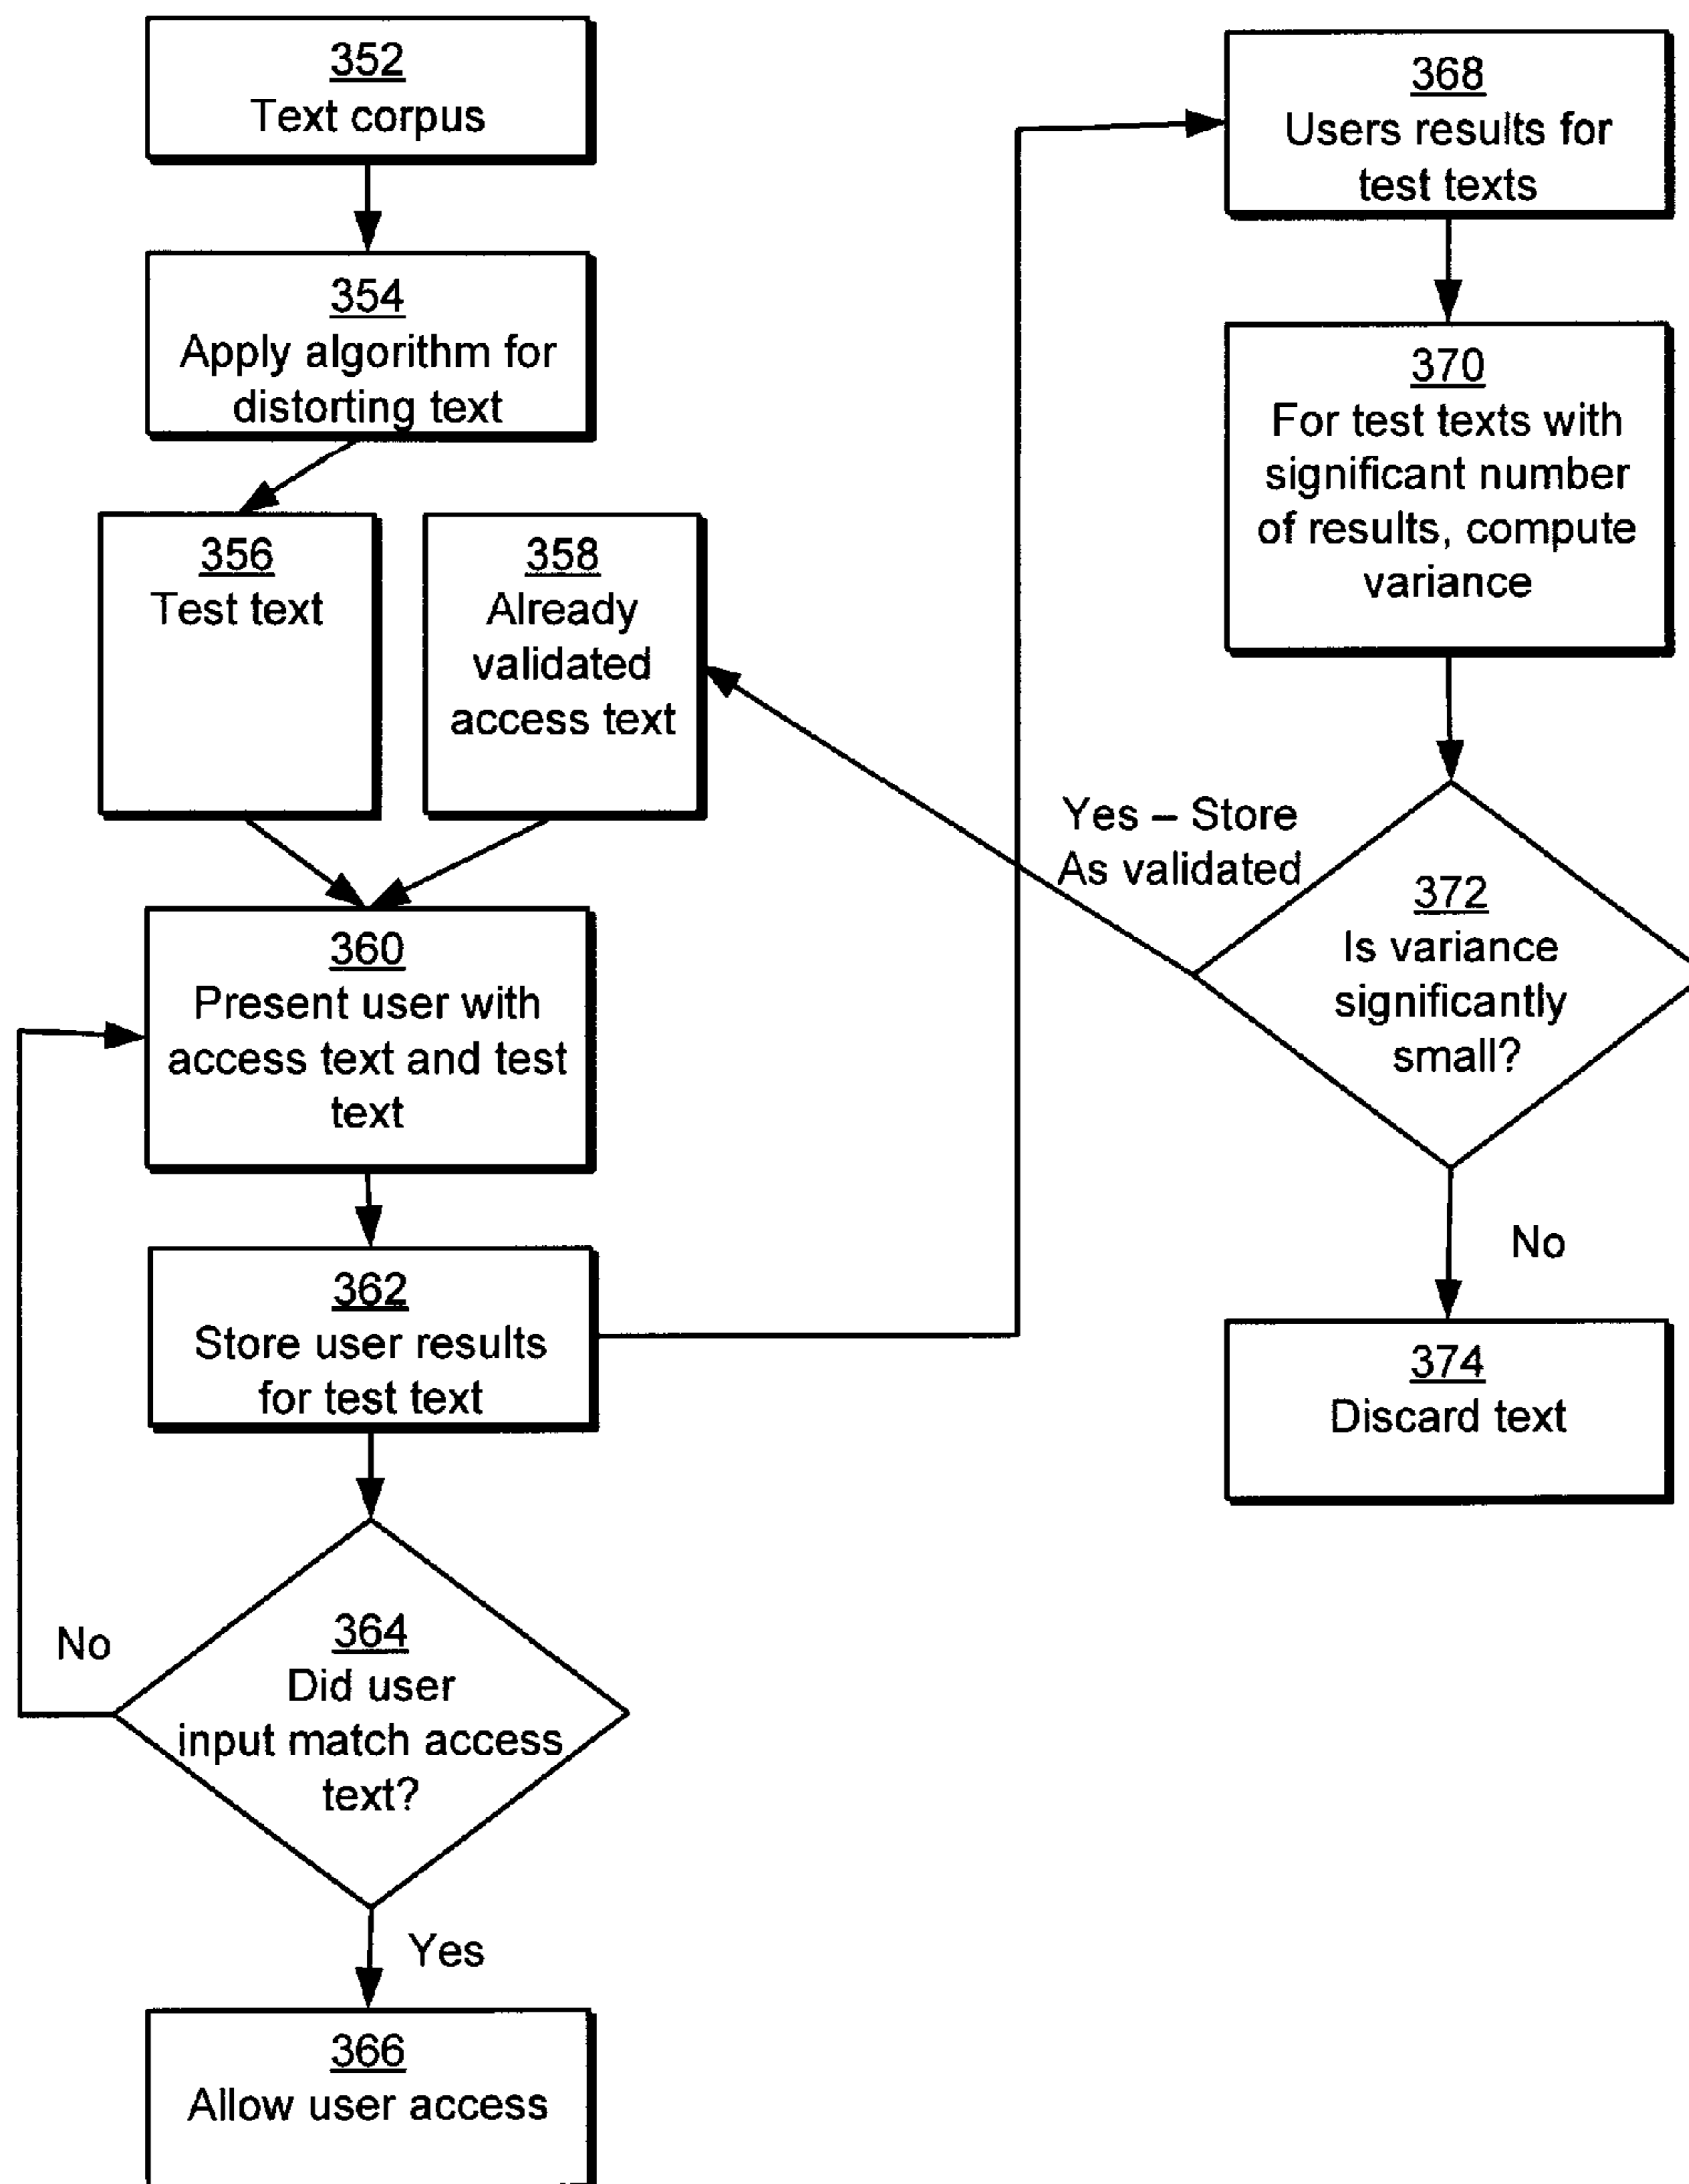 352
Text corpus
354
Apply algorithm for
distorting text
356
Test text
358
Already
validated
access text
360
Present user with
access text and test
text
362
Store user results
for test text
364
Did user
input match access
text?
No
Yes
366
Allow user access
368
Users results for
test texts
370
For test texts with
significant number
of results, compute
variance
372
Is variance
significantly
small?
Yes – Store
As validated
No
374
Discard text